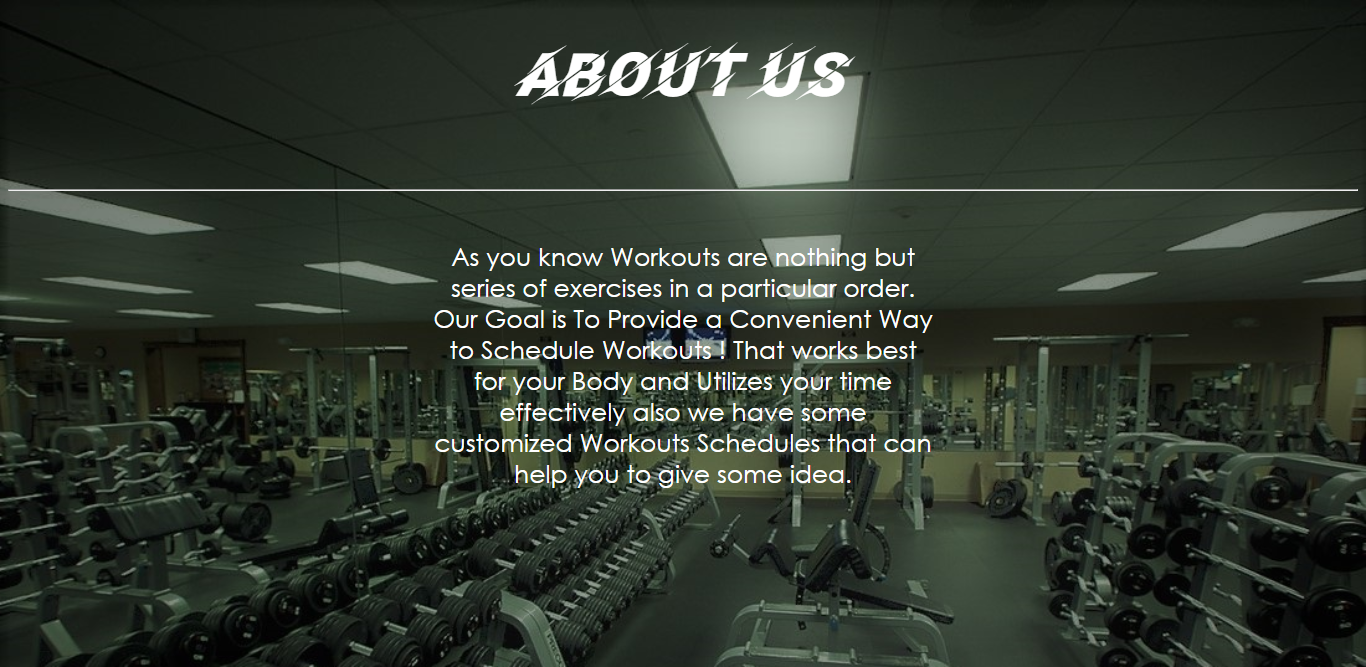 ABOUT US
As you know Workouts are nothing but
series of exercises in a particular order.
Our Goal is To Provide a Convenient Way
to Schedule Workouts ! That works best
for your Body and Utilizes your time
effectively also we have some
customized Workouts Schedules that can
help you to give some idea.